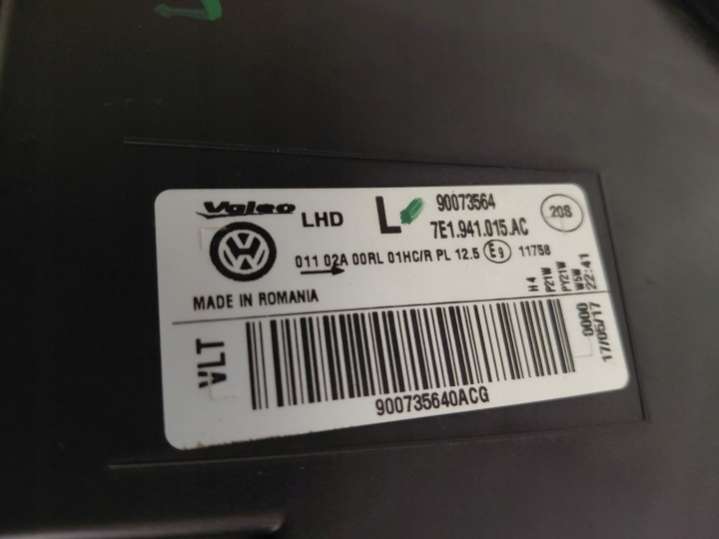 Valeo LHD L 90073564
7E1.941.015.AC
20S
011 02A 00RL 01HC/R PL 12.5 E9 11758
MADE IN ROMANIA
H4
P21W
PY21W
W5W
VLT
0000 22:41
17/05/17
900735640ACG